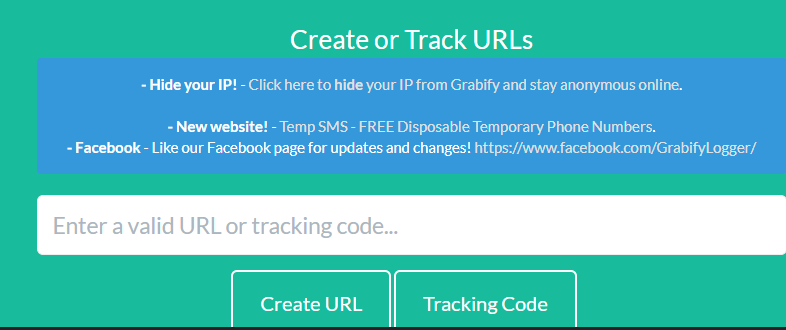 Create or Track URLs
- Hide your IP! - Click here to hide your IP from Grabify and stay anonymous online.
- New website! - Temp SMS - FREE Disposable Temporary Phone Numbers.
- Facebook - Like our Facebook page for updates and changes! https://www.facebook.com/GrabifyLogger/
Enter a valid URL or tracking code...
Create URL
Tracking Code